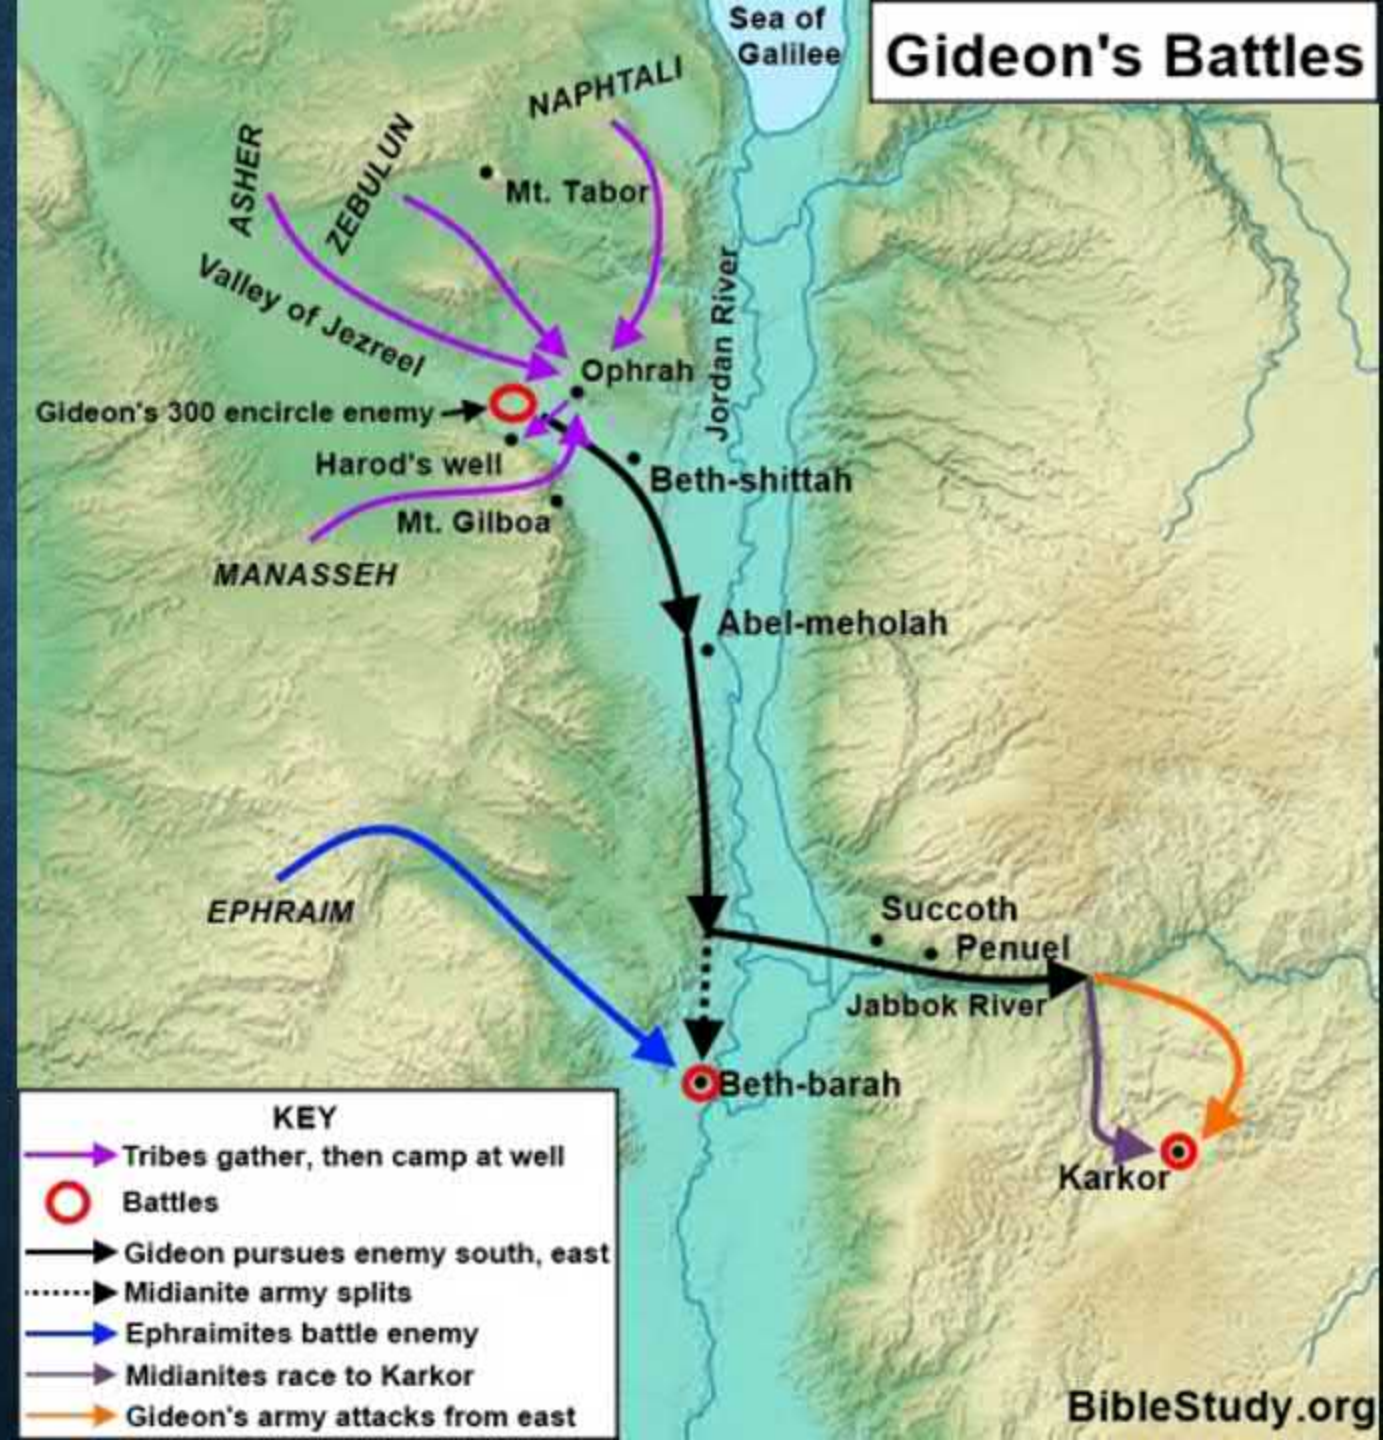 Sea of
Galilee
Gideon's Battles
NAPHTALI
ASHER
ZEBULUN
Mt. Tabor
Valley of Jezreel
Jordan River
Ophrah
Gideon's 300 encircle enemy
Harod's well
Beth-shittah
Mt. Gilboa
MANASSEH
Abel-meholah
EPHRAIM
Succoth
Penuel
Jabbok River
Beth-barah
Karkor
KEY
Tribes gather, then camp at well
Battles
Gideon pursues enemy south, east
Midianite army splits
Ephraimites battle enemy
Midianites race to Karkor
Gideon's army attacks from east
BibleStudy.org